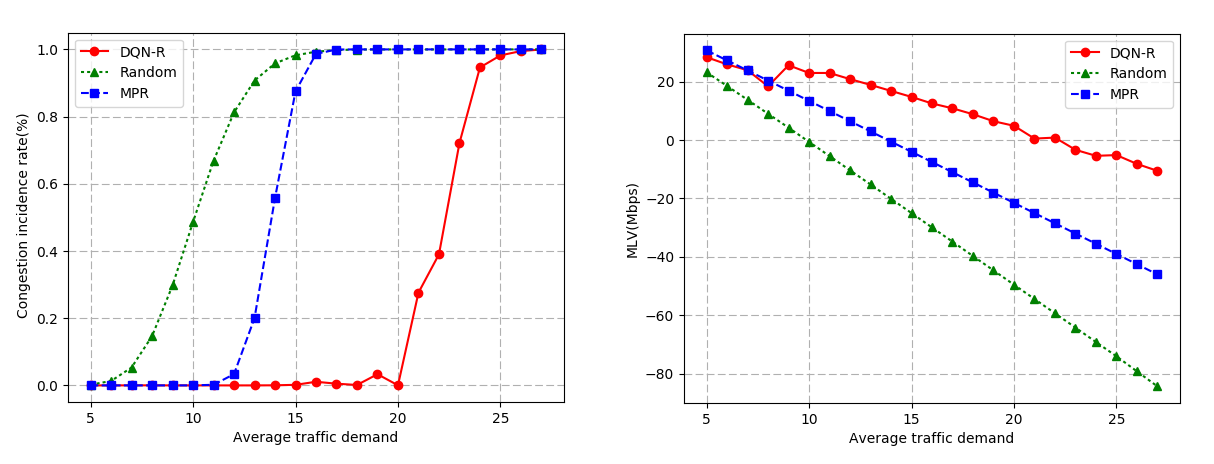 1.0
0.8
0.6
0.4
0.2
0.0
Congestion incidence rate(%)
DQN-R
Random
MPR
5 10 15 20 25
Average traffic demand
20
0
−20
−40
−60
−80
MLV(Mbps)
DQN-R
Random
MPR
5 10 15 20 25
Average traffic demand